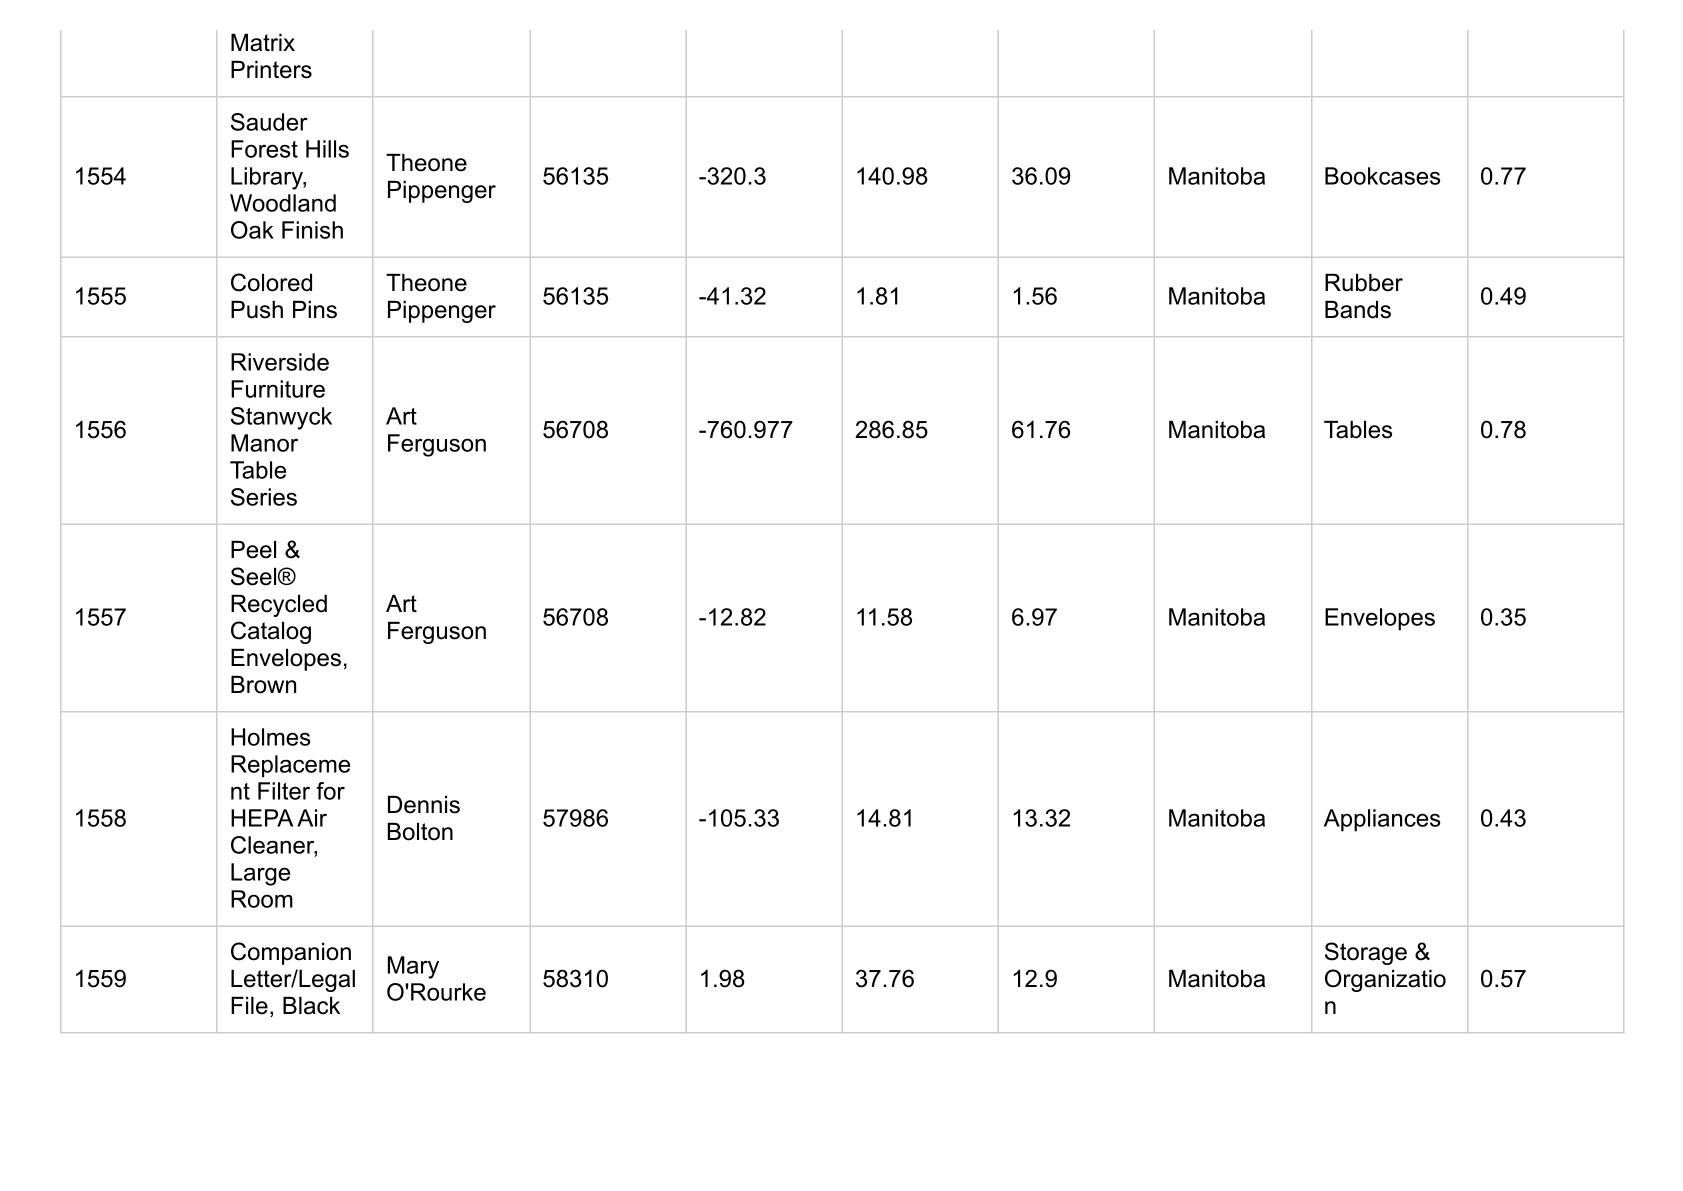 Matrix
Printers
1554
Sauder
Forest Hills
Library,
Woodland
Oak Finish
Theone
Pippenger
56135
-320.3
140.98
36.09
Manitoba
Bookcases
0.77
1555
Colored
Push Pins
Theone
Pippenger
56135
-41.32
1.81
1.56
Manitoba
Rubber
Bands
0.49
1556
Riverside
Furniture
Stanwyck
Manor
Table
Series
Art
Ferguson
56708
-760.977
286.85
61.76
Manitoba
Tables
0.78
1557
Peel &
Seel®
Recycled
Catalog
Envelopes,
Brown
Art
Ferguson
56708
-12.82
11.58
6.97
Manitoba
Envelopes
0.35
1558
Holmes
Replaceme
nt Filter for
HEPA Air
Cleaner,
Large
Room
Dennis
Bolton
57986
-105.33
14.81
13.32
Manitoba
Appliances
0.43
1559
Companion
Letter/Legal
File, Black
Mary
O'Rourke
58310
1.98
37.76
12.9
Manitoba
Storage &
Organizatio
n
0.57